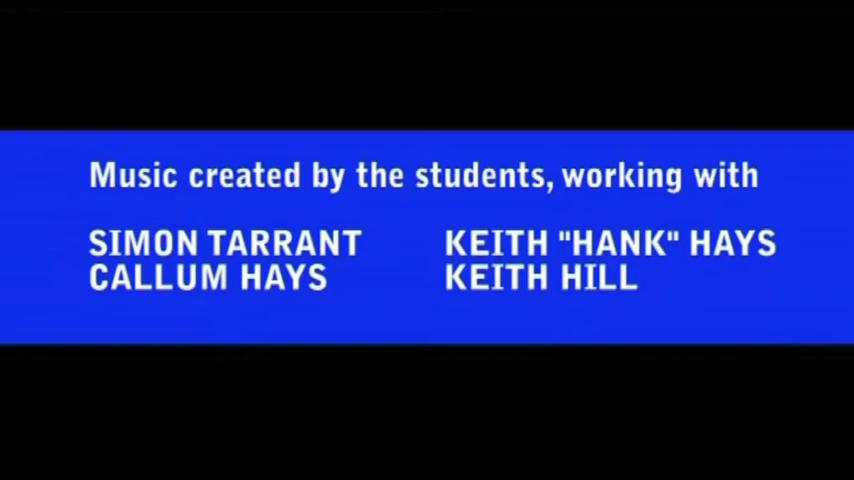 Music created by the students, working with
SIMON TARRANT KEITH "HANK" HAYS
CALLUM HAYS KEITH HILL